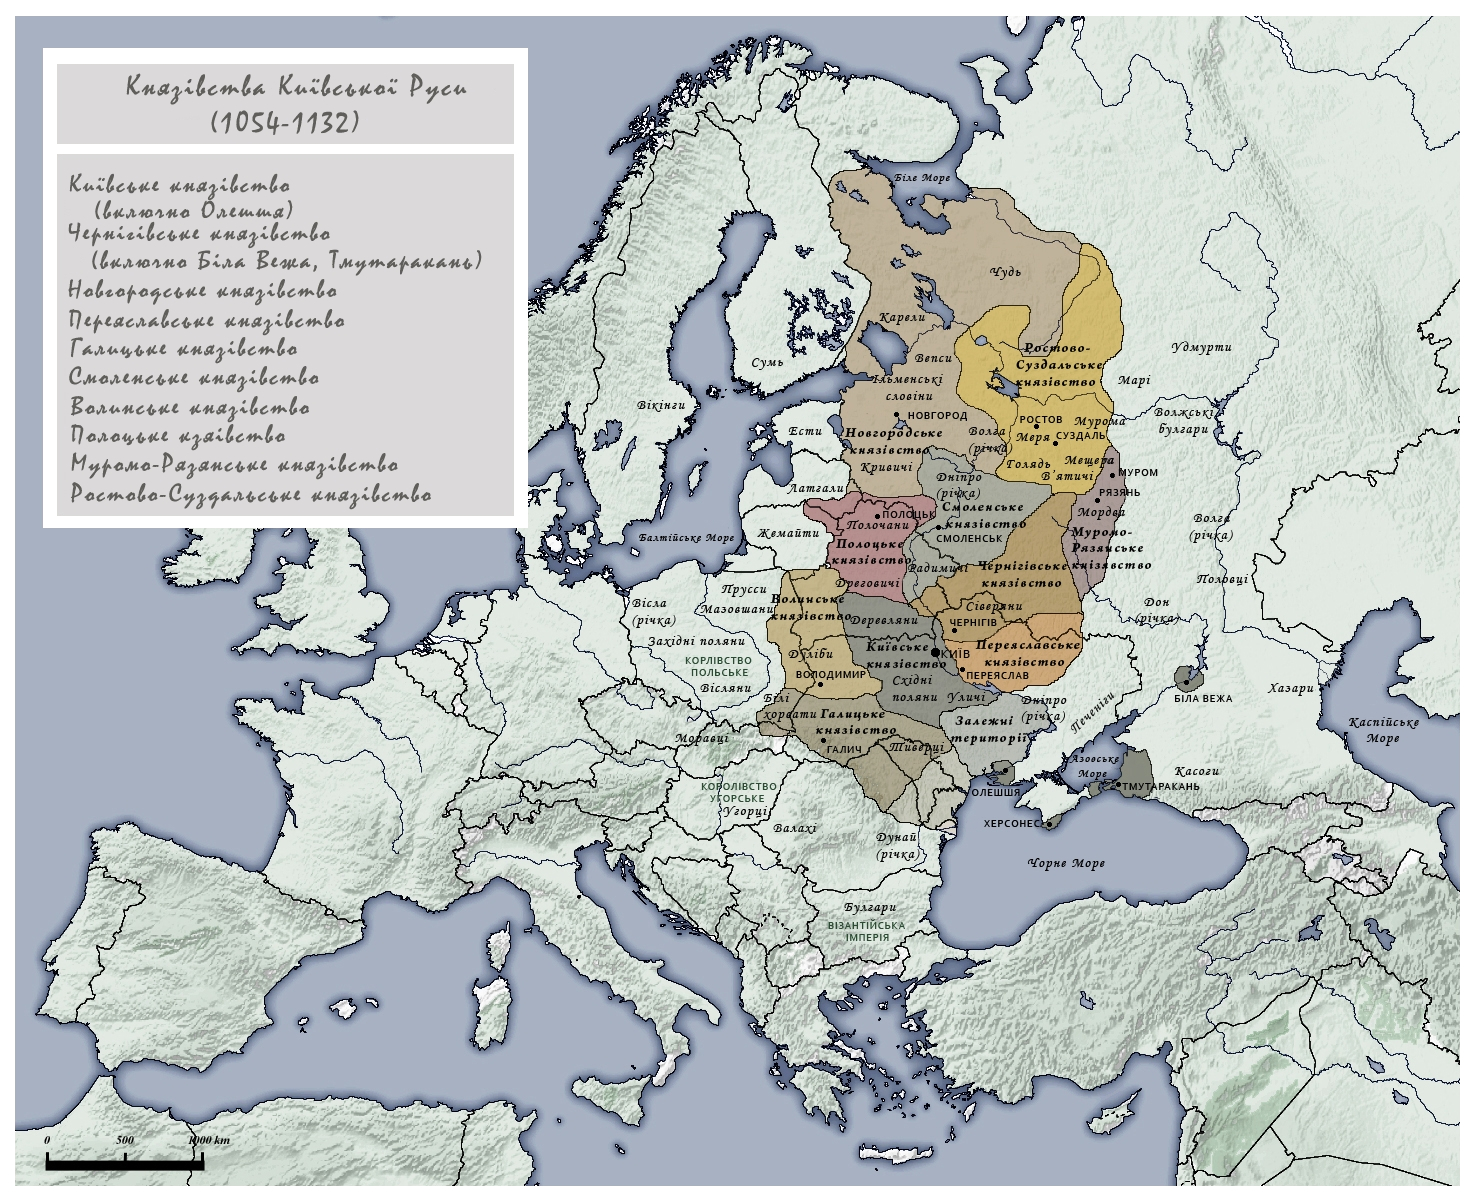 Князівства Київської Руси
(1054-1132)
Київське князівство
(включно Олешшя)
Чернігівське князівство
(включно Біла Вежа, Тмутаракань)
Новгородське князівство
Переяславське князівство
Галицьке князівство
Смоленське князівство
Волинське князівство
Полоцьке кзяівство
Муромо-Рязанське князівство
Ростово-Суздальське князівство
Біле Море
Чудь
Карели
Вепси
Сумь
Ростово-
Суздальське
князівство
Удмурти
Марі
Ільменські
словіни
НОВГОРОД
Вікінги
Ести
Новгородське
князівство
Волга
(річка)
РОСТОВ
Мурома
Меря
СУЗДАЛЬ
Волжські
булгари
Кривичі
Голядь
Мещера
В'ятичі
МУРОМ
Латгали
Дніпро
(річка)
РЯЗЯНЬ
Мордва
ПОЛОЦЬК
Полочани
Смоленське
князівство
СМОЛЕНСЬК
Волга
(річка)
Балтійське Море
Жемайти
Полоцьке
князівство
Муромо-
Рязянське
князівство
Радимичі
Чернігівське
князівство
Дреговичі
Половці
Прусси
Мазовшани
Вісла
(річка)
Волинське
князівство
Сіверяни
Дон
(річка)
Деревляни
ЧЕРНІГІВ
Західні поляни
Київське
князівство
КИЇВ
Переяславське
князівство
КОРЛІВСТВО
ПОЛЬСЬКЕ
Дуліби
ВОЛОДИМИР
ПЕРЕЯСЛАВ
Вісляни
Східні
поляни
Уличі
БІЛА ВЕЖА
Хазари
Білі
хорвати
Галицьке
князівство
Залежні
території
Дніпро
(річка)
Печеніги
Каспійське
Море
Моравці
ГАЛИЧ
Тиверці
Азовське
Море
Касоги
КОРОЛІВСТВО
УГОРСЬКЕ
Угорці
ОЛЕШШЯ
ТМУТАРАКАНЬ
Валахі
ХЕРСОНЕС
Дунай
(річка)
Чорне Море
Булгари
ВІЗАНТІЙСЬКА
ІМПЕРІЯ
0 500 1000 km